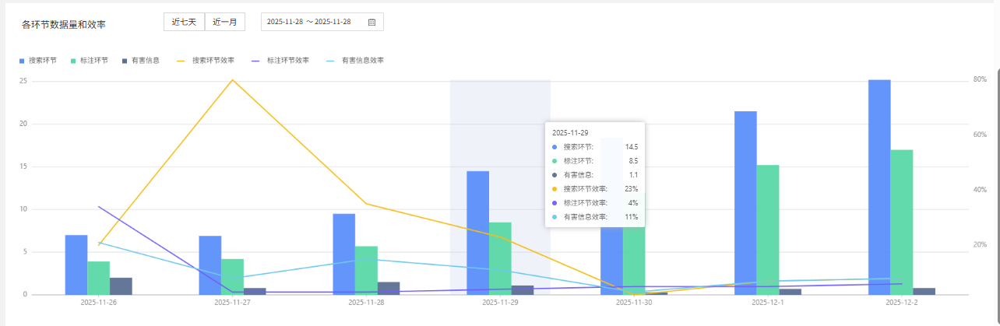 各环节数据量和效率
近七天 近一月
2025-11-28 ～ 2025-11-28
搜索环节 标注环节 有害信息 搜索环节效率 标注环节效率 有害信息效率
25 80%
20
60%
15
40%
10
20%
5
0
2025-11-29
搜索环节: 14.5
标注环节: 8.5
有害信息: 1.1
搜索环节效率: 23%
标注环节效率: 4%
有害信息效率: 11%
2025-11-26 2025-11-27 2025-11-28 2025-11-29 2025-11-30 2025-12-1 2025-12-2